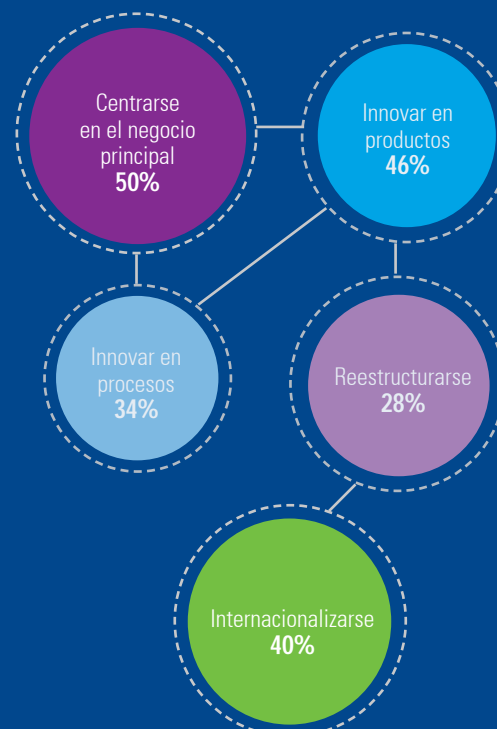 Centrarse
en el negocio
principal
50%
Innovar en
productos
46%
Innovar en
procesos
34%
Reestructurarse
28%
Internacionalizarse
40%